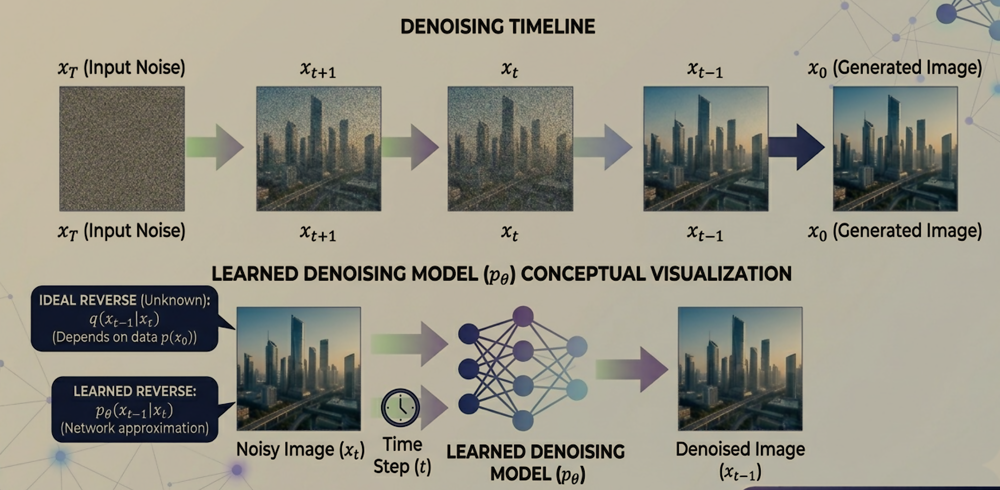 DENOISING TIMELINE
x_T (Input Noise)
x_{t+1}
x_t
x_{t−1}
x_0 (Generated Image)
x_T (Input Noise)
x_{t+1}
x_t
x_{t−1}
x_0 (Generated Image)
LEARNED DENOISING MODEL (p_θ) CONCEPTUAL VISUALIZATION
IDEAL REVERSE (Unknown):
q(x_{t−1}|x_t)
(Depends on data p(x_0))
LEARNED REVERSE:
p_θ(x_{t−1}|x_t)
(Network approximation)
Noisy Image (x_t)
Time
Step (t)
LEARNED DENOISING
MODEL (p_θ)
Denoised Image
(x_{t−1})